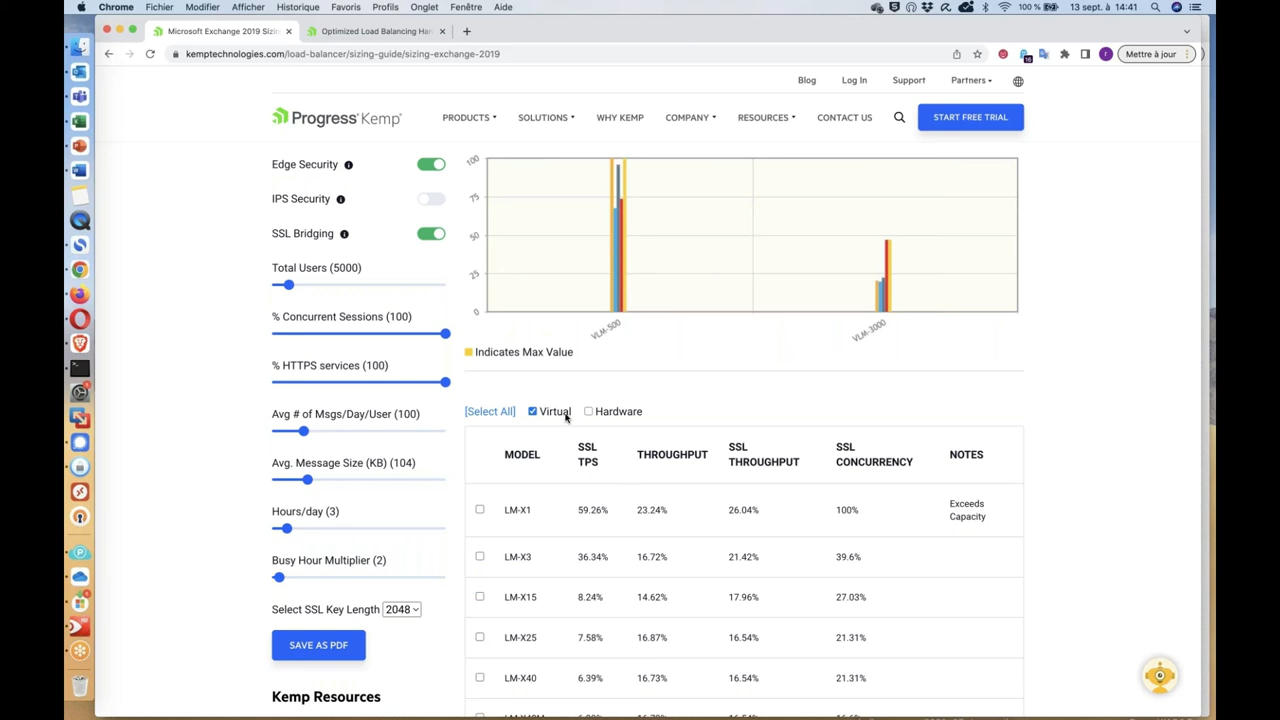 Chrome Fichier Modifier Afficher Historique Favoris Profils Onglet Fenêtre Aide 100 % 13 sept. à 14:41
Microsoft Exchange 2019 Sizin Optimized Load Balancing Har
kemptechnologies.com/load-balancer/sizing-guide/sizing-exchange-2019 Mettre à jour
Blog Log In Support Partners
Progress Kemp PRODUCTS SOLUTIONS WHY KEMP COMPANY RESOURCES CONTACT US START FREE TRIAL
Edge Security
IPS Security
SSL Bridging
Total Users (5000)
% Concurrent Sessions (100)
% HTTPS services (100)
Avg # of Msgs/Day/User (100)
Avg. Message Size (KB) (104)
Hours/day (3)
Busy Hour Multiplier (2)
Select SSL Key Length 2048
SAVE AS PDF
Kemp Resources
100
75
50
25
0
VLM-500 VLM-3000
Indicates Max Value
[Select All] Virtual Hardware
MODEL SSL TPS THROUGHPUT SSL THROUGHPUT SSL CONCURRENCY NOTES
LM-X1 59.26% 23.24% 26.04% 100% Exceeds Capacity
LM-X3 36.34% 16.72% 21.42% 39.6%
LM-X15 8.24% 14.62% 17.96% 27.03%
LM-X25 7.58% 16.87% 16.54% 21.31%
LM-X40 6.39% 16.73% 16.54% 21.31%